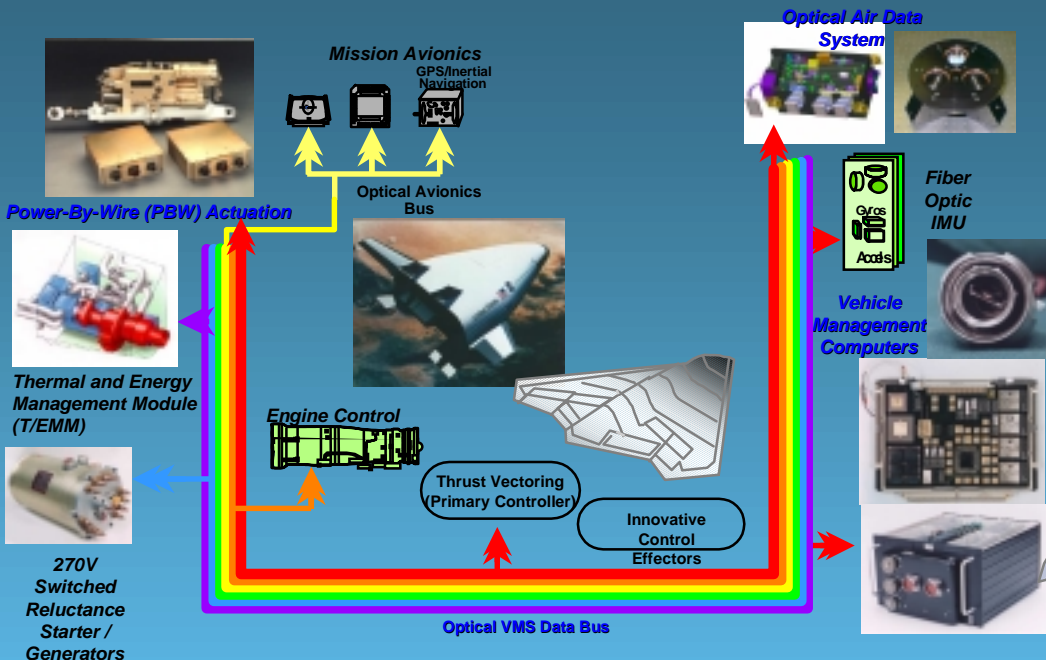 Optical Air Data
System
Mission Avionics
GPS/Inertial
Navigation
Optical Avionics
Bus
Power-By-Wire (PBW) Actuation
Fiber
Optic
IMU
Gyros
Accels
Vehicle
Management
Computers
Thermal and Energy
Management Module
(T/EMM)
Engine Control
Thrust Vectoring
(Primary Controller)
Innovative
Control
Effectors
270V
Switched
Reluctance
Starter /
Generators
Optical VMS Data Bus